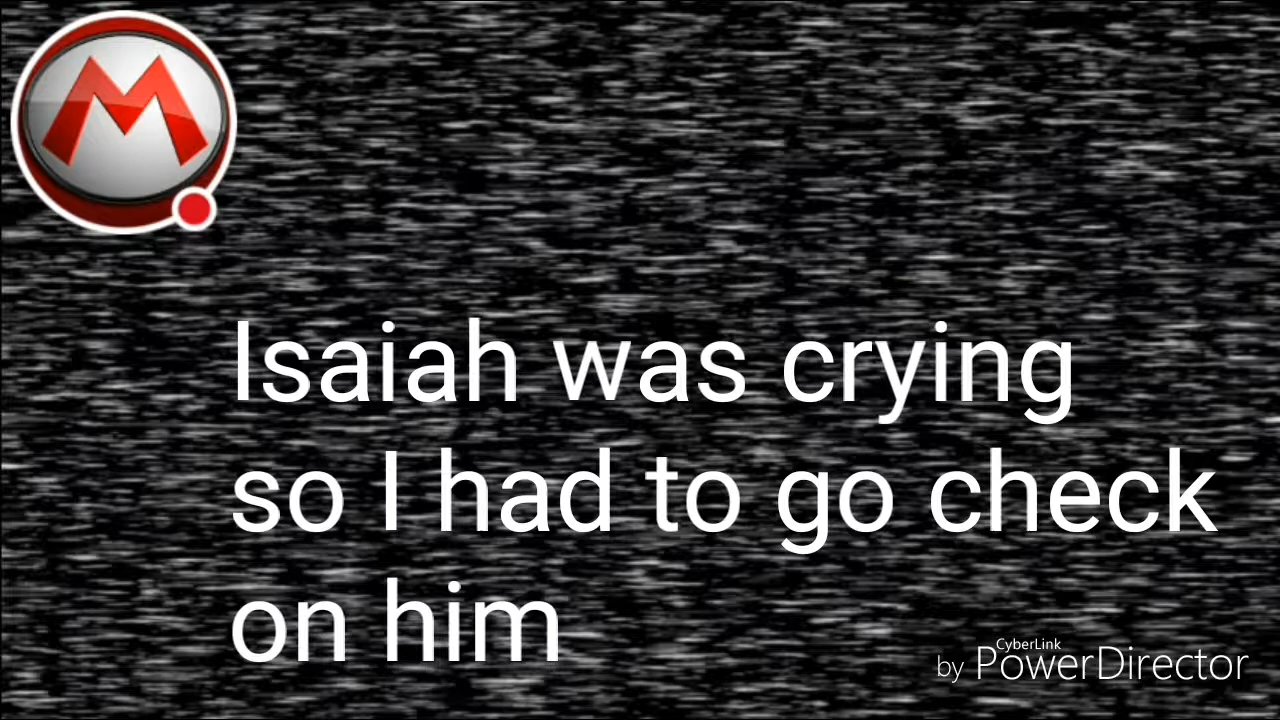 M
Isaiah was crying
so I had to go check
on him
CyberLink
by PowerDirector